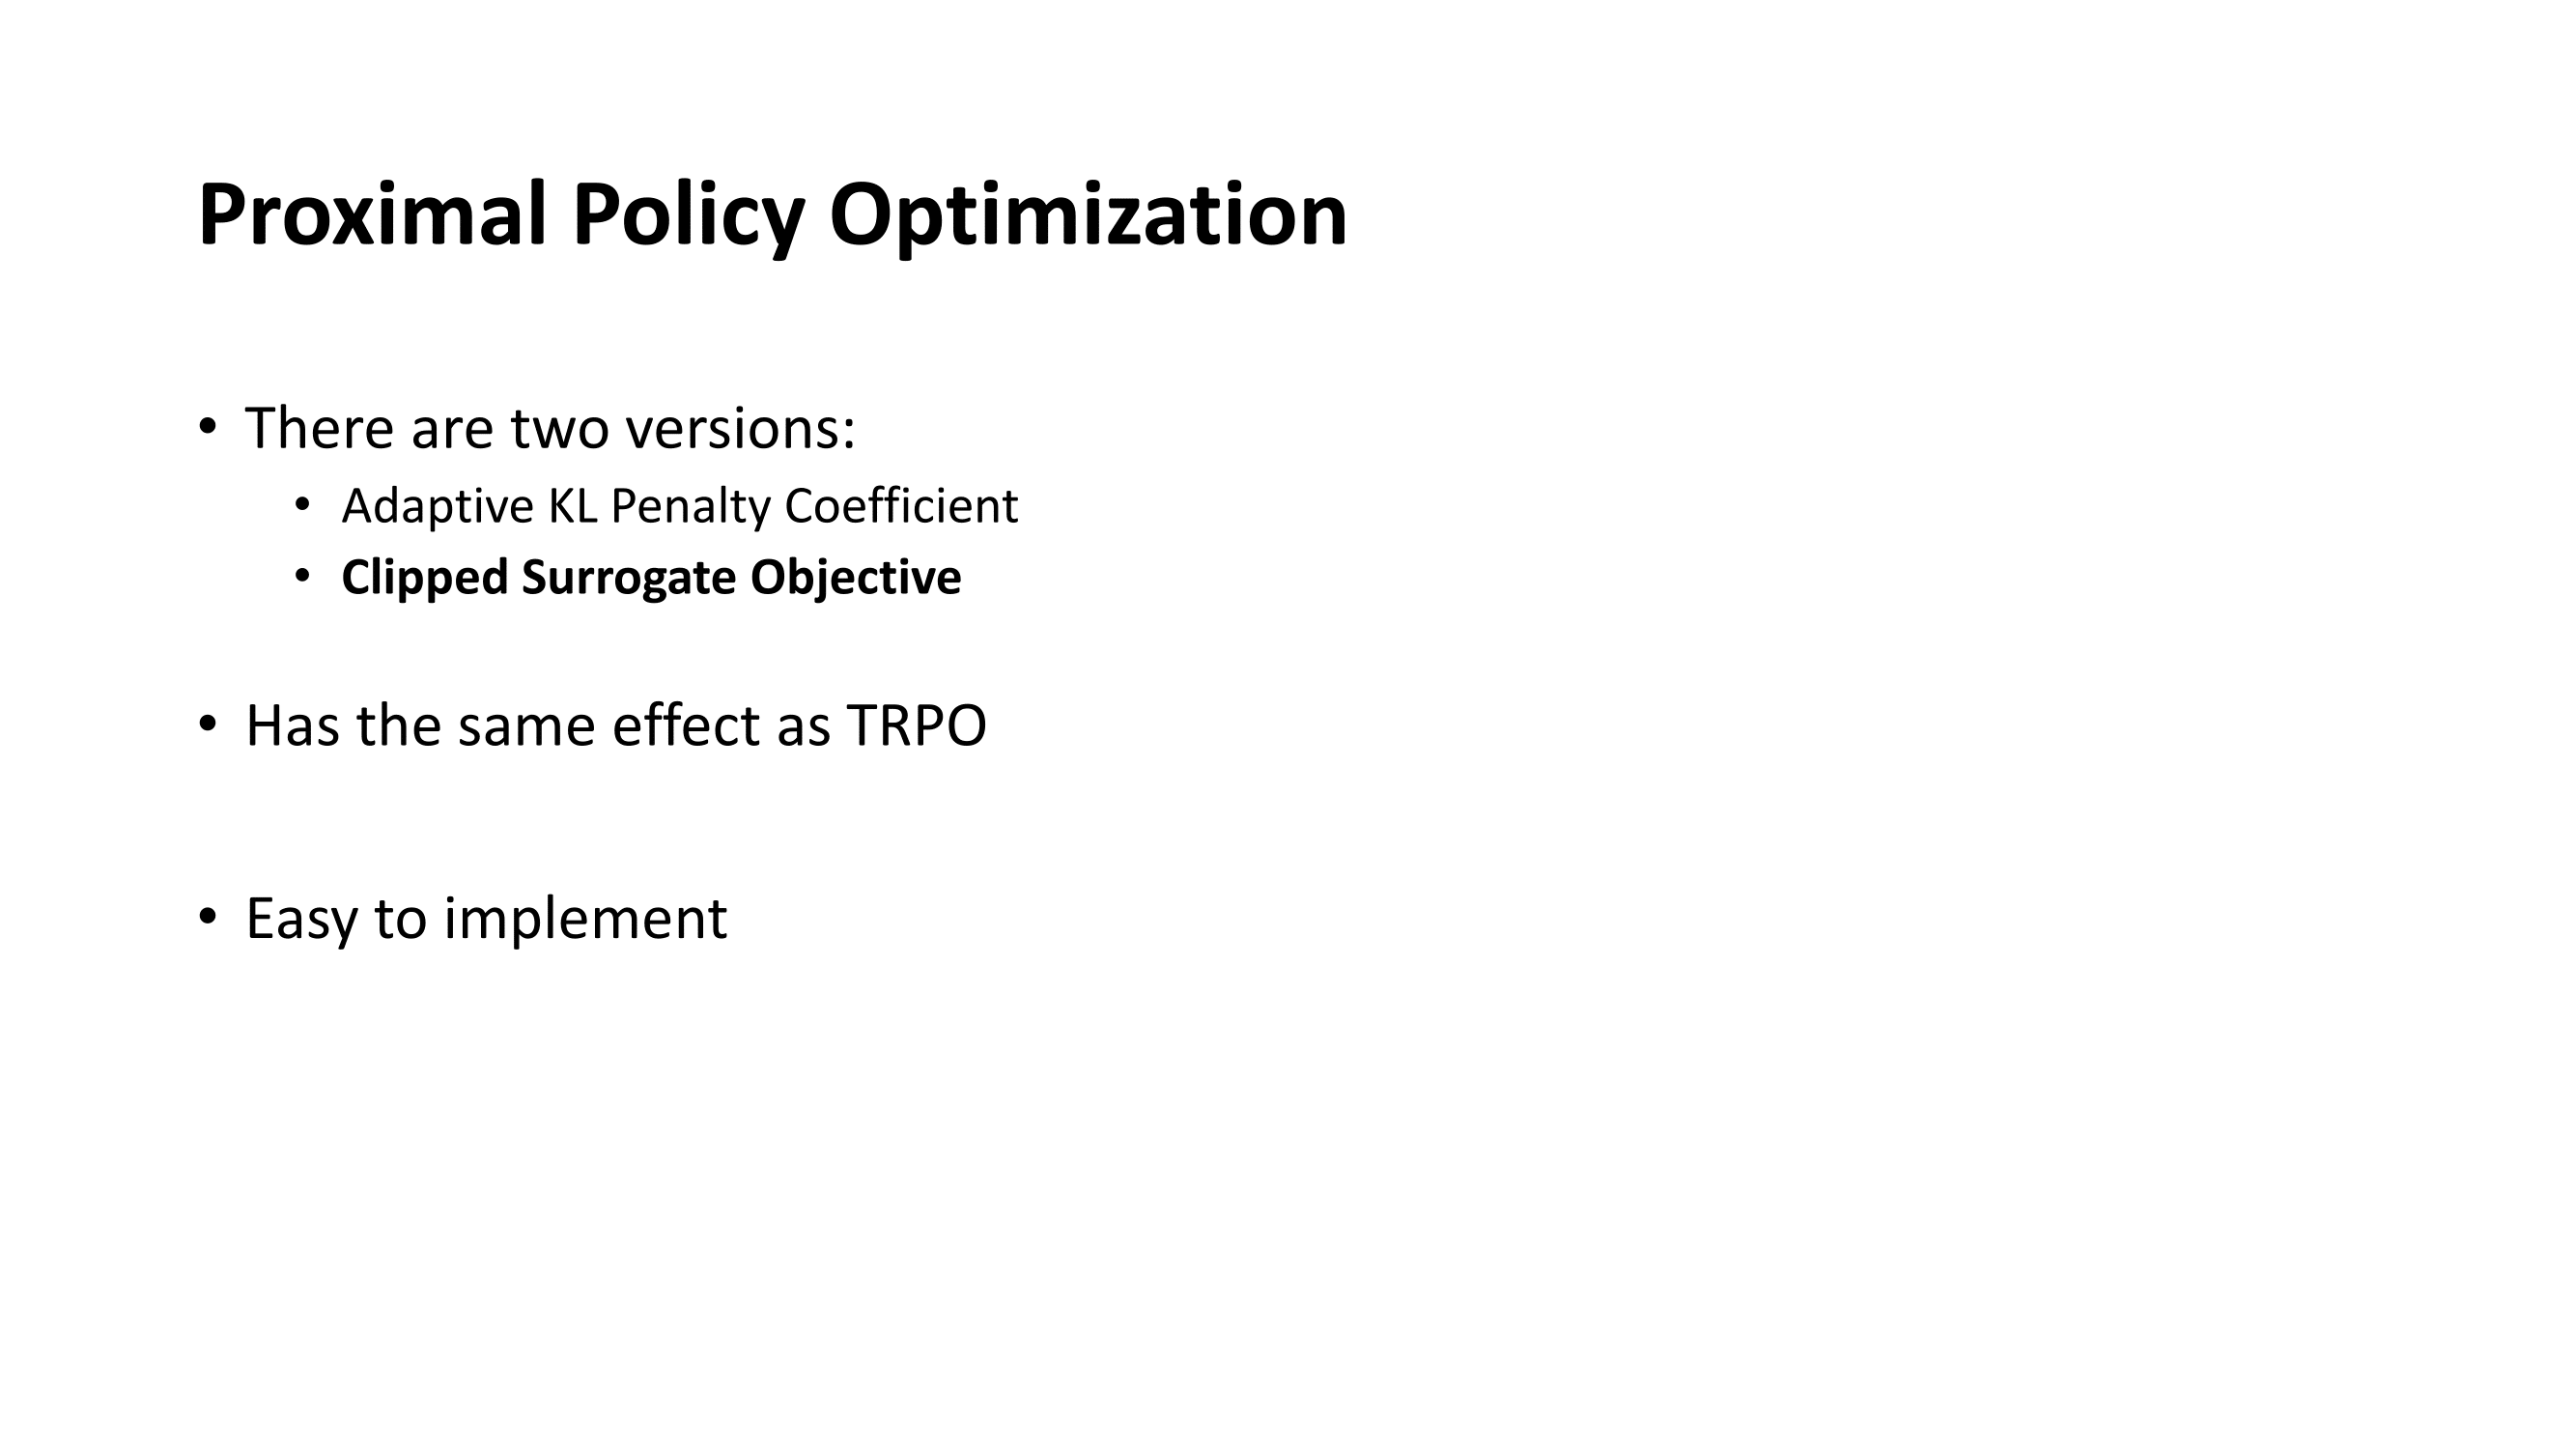 Proximal Policy Optimization
• There are two versions:
• Adaptive KL Penalty Coefficient
• Clipped Surrogate Objective
• Has the same effect as TRPO
• Easy to implement